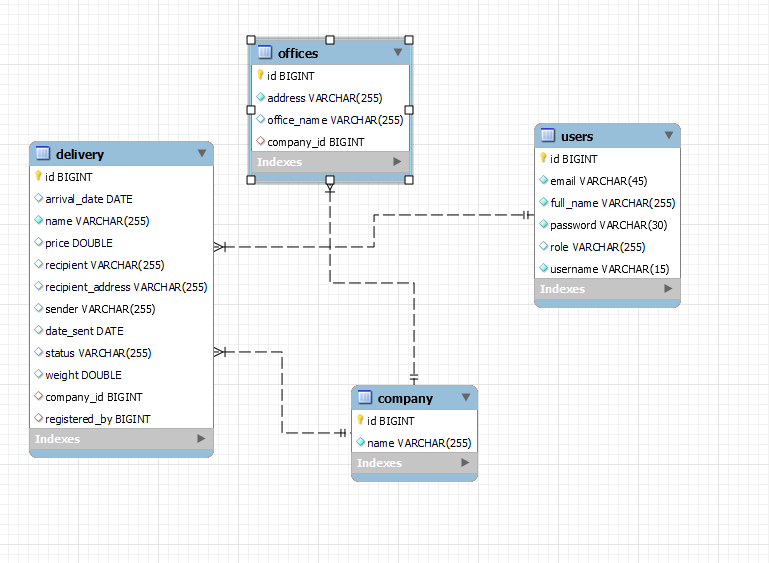 offices
id BIGINT
address VARCHAR(255)
office_name VARCHAR(255)
company_id BIGINT
Indexes
users
id BIGINT
email VARCHAR(45)
full_name VARCHAR(255)
password VARCHAR(30)
role VARCHAR(255)
username VARCHAR(15)
Indexes
delivery
id BIGINT
arrival_date DATE
name VARCHAR(255)
price DOUBLE
recipient VARCHAR(255)
recipient_address VARCHAR(255)
sender VARCHAR(255)
date_sent DATE
status VARCHAR(255)
weight DOUBLE
company_id BIGINT
registered_by BIGINT
Indexes
company
id BIGINT
name VARCHAR(255)
Indexes